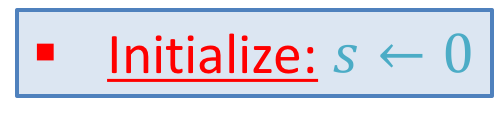 ▪ Initialize: s ← 0